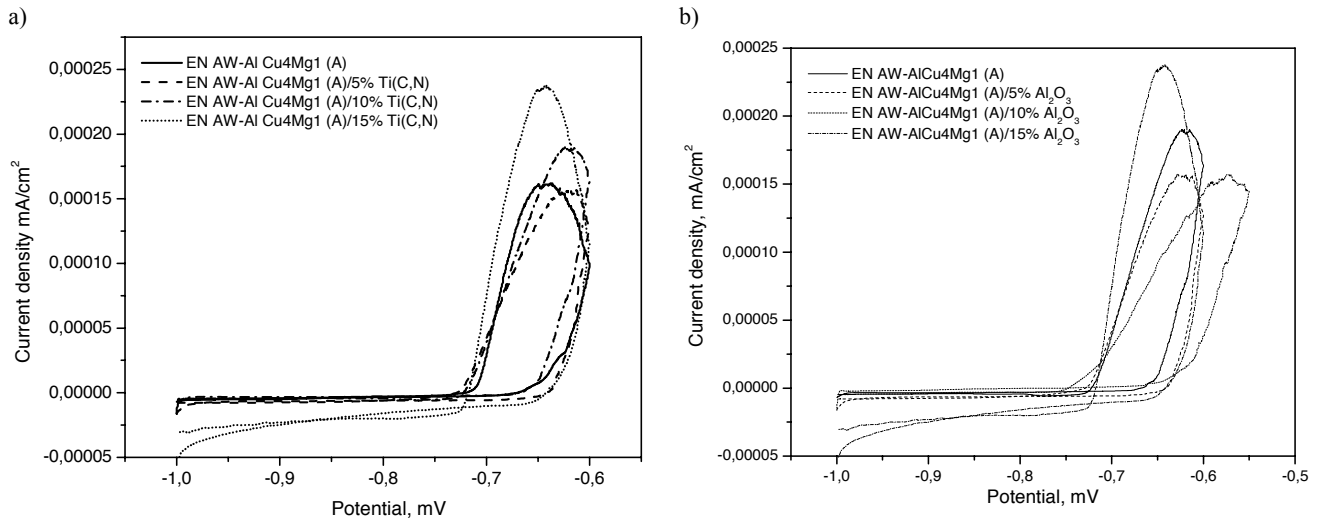 a)
EN AW-Al Cu4Mg1 (A)
EN AW-Al Cu4Mg1 (A)/5% Ti(C,N)
EN AW-Al Cu4Mg1 (A)/10% Ti(C,N)
EN AW-Al Cu4Mg1 (A)/15% Ti(C,N)
0,00025
0,00020
0,00015
0,00010
0,00005
0,00000
-0,00005
Current density mA/cm²
-1,0 -0,9 -0,8 -0,7 -0,6
Potential, mV
b)
EN AW-AlCu4Mg1 (A)
EN AW-AlCu4Mg1 (A)/5% Al₂O₃
EN AW-AlCu4Mg1 (A)/10% Al₂O₃
EN AW-AlCu4Mg1 (A)/15% Al₂O₃
0,00025
0,00020
0,00015
0,00010
0,00005
0,00000
-0,00005
Current density, mA/cm²
-1,0 -0,9 -0,8 -0,7 -0,6 -0,5
Potential, mV